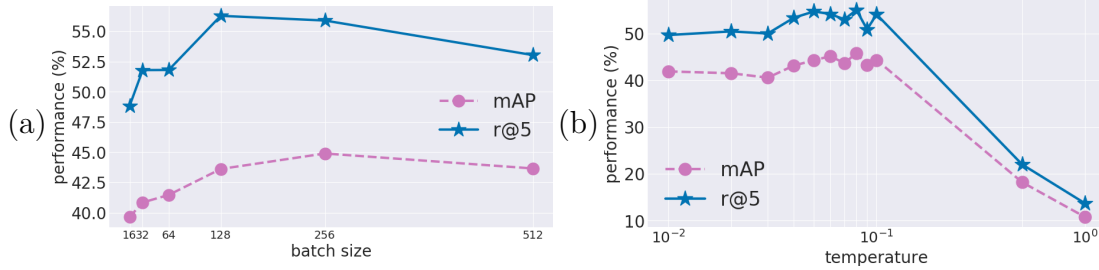 (a)
performance (%)
55.0
52.5
50.0
47.5
45.0
42.5
40.0
mAP
r@5
16 32 64 128 256 512
batch size
(b)
performance (%)
50
40
30
20
10
mAP
r@5
10⁻² 10⁻¹ 10⁰
temperature